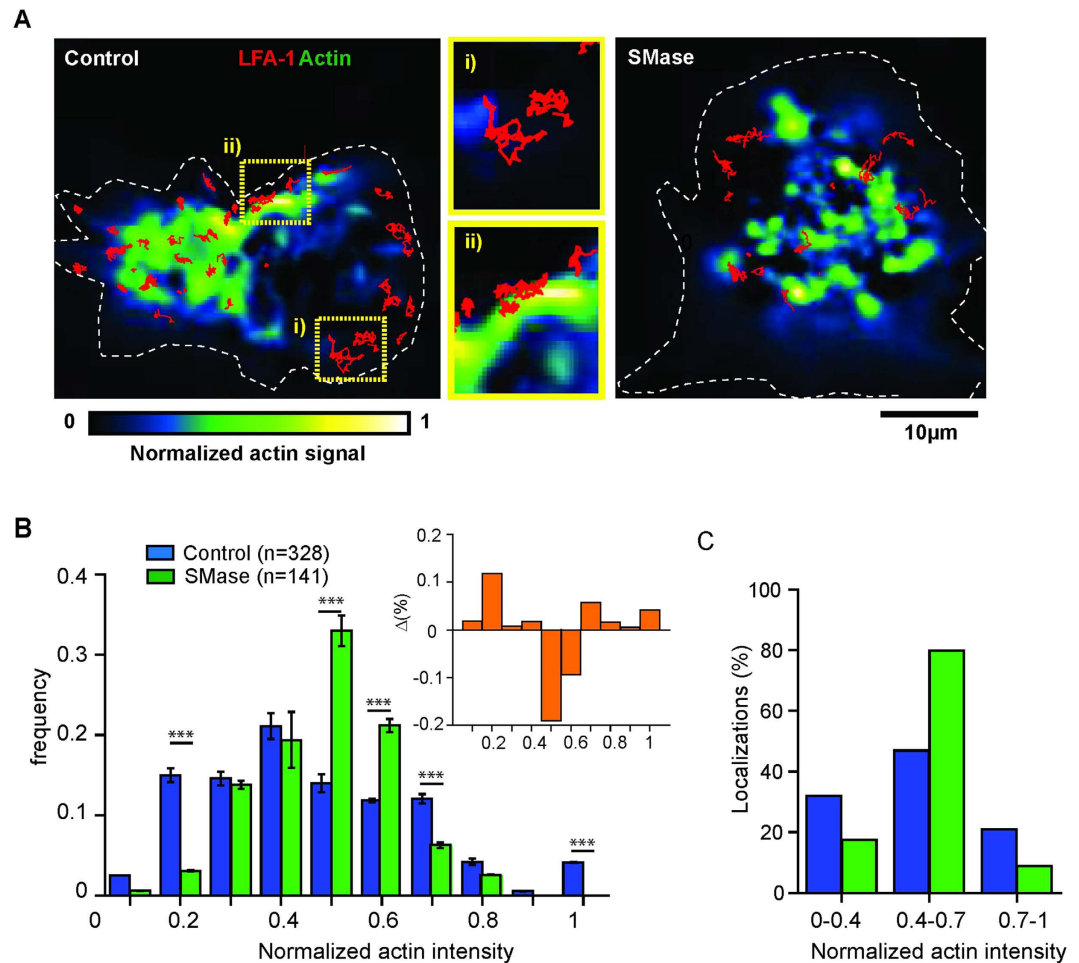 A
Control
LFA-1 Actin
ii)
i)
i)
ii)
SMase
0
0 1
Normalized actin signal
10µm
B
Control (n=328)
SMase (n=141)
frequency
0.4
0.3
0.2
0.1
0
***
***
***
***
***
0 0.2 0.4 0.6 0.8 1
Normalized actin intensity
Δ(%)
0.2
0.1
0
-0.1
-0.2
0.2 0.4 0.6 0.8 1
C
Localizations (%)
100
80
60
40
20
0
0-0.4 0.4-0.7 0.7-1
Normalized actin intensity